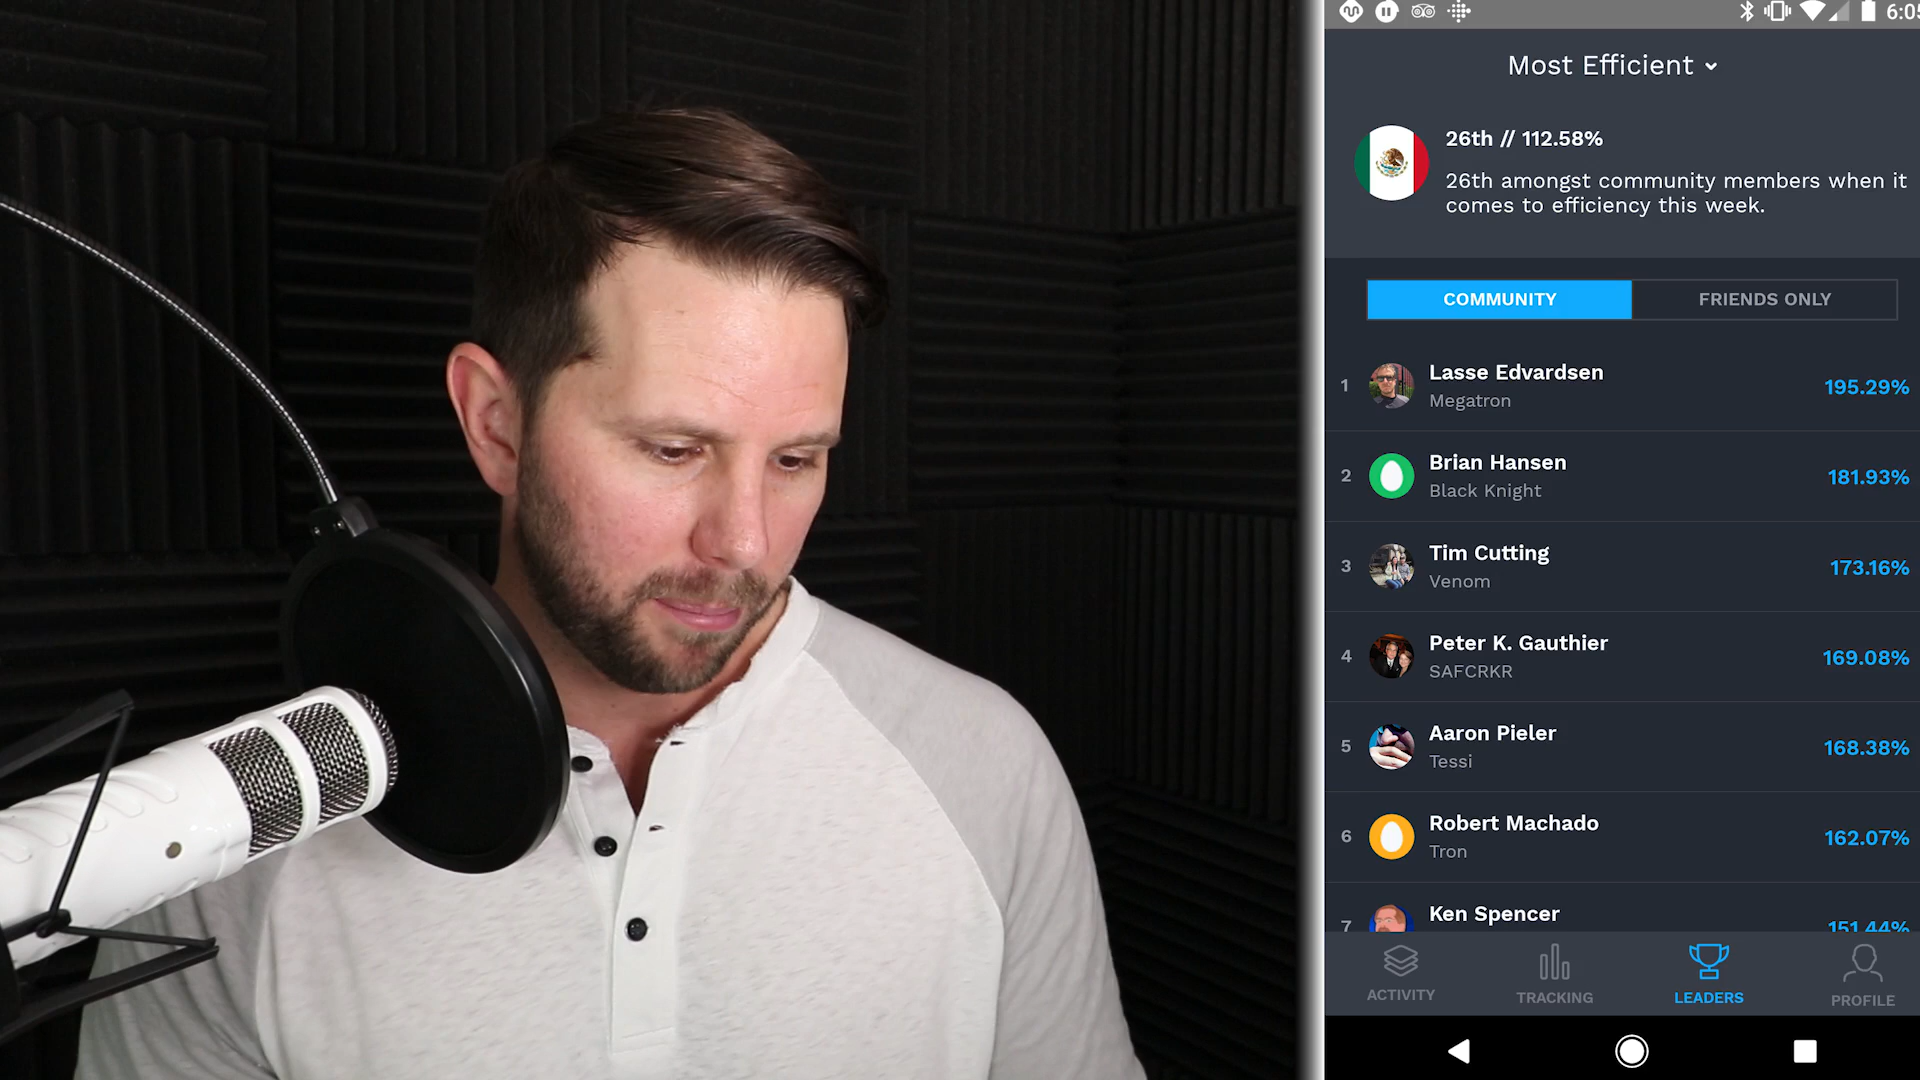 6:05
Most Efficient
26th // 112.58%
26th amongst community members when it
comes to efficiency this week.
COMMUNITY
FRIENDS ONLY
1
Lasse Edvardsen
Megatron
195.29%
2
Brian Hansen
Black Knight
181.93%
3
Tim Cutting
Venom
173.16%
4
Peter K. Gauthier
SAFCRKR
169.08%
5
Aaron Pieler
Tessi
168.38%
6
Robert Machado
Tron
162.07%
7
Ken Spencer
151.44%
ACTIVITY
TRACKING
LEADERS
PROFILE